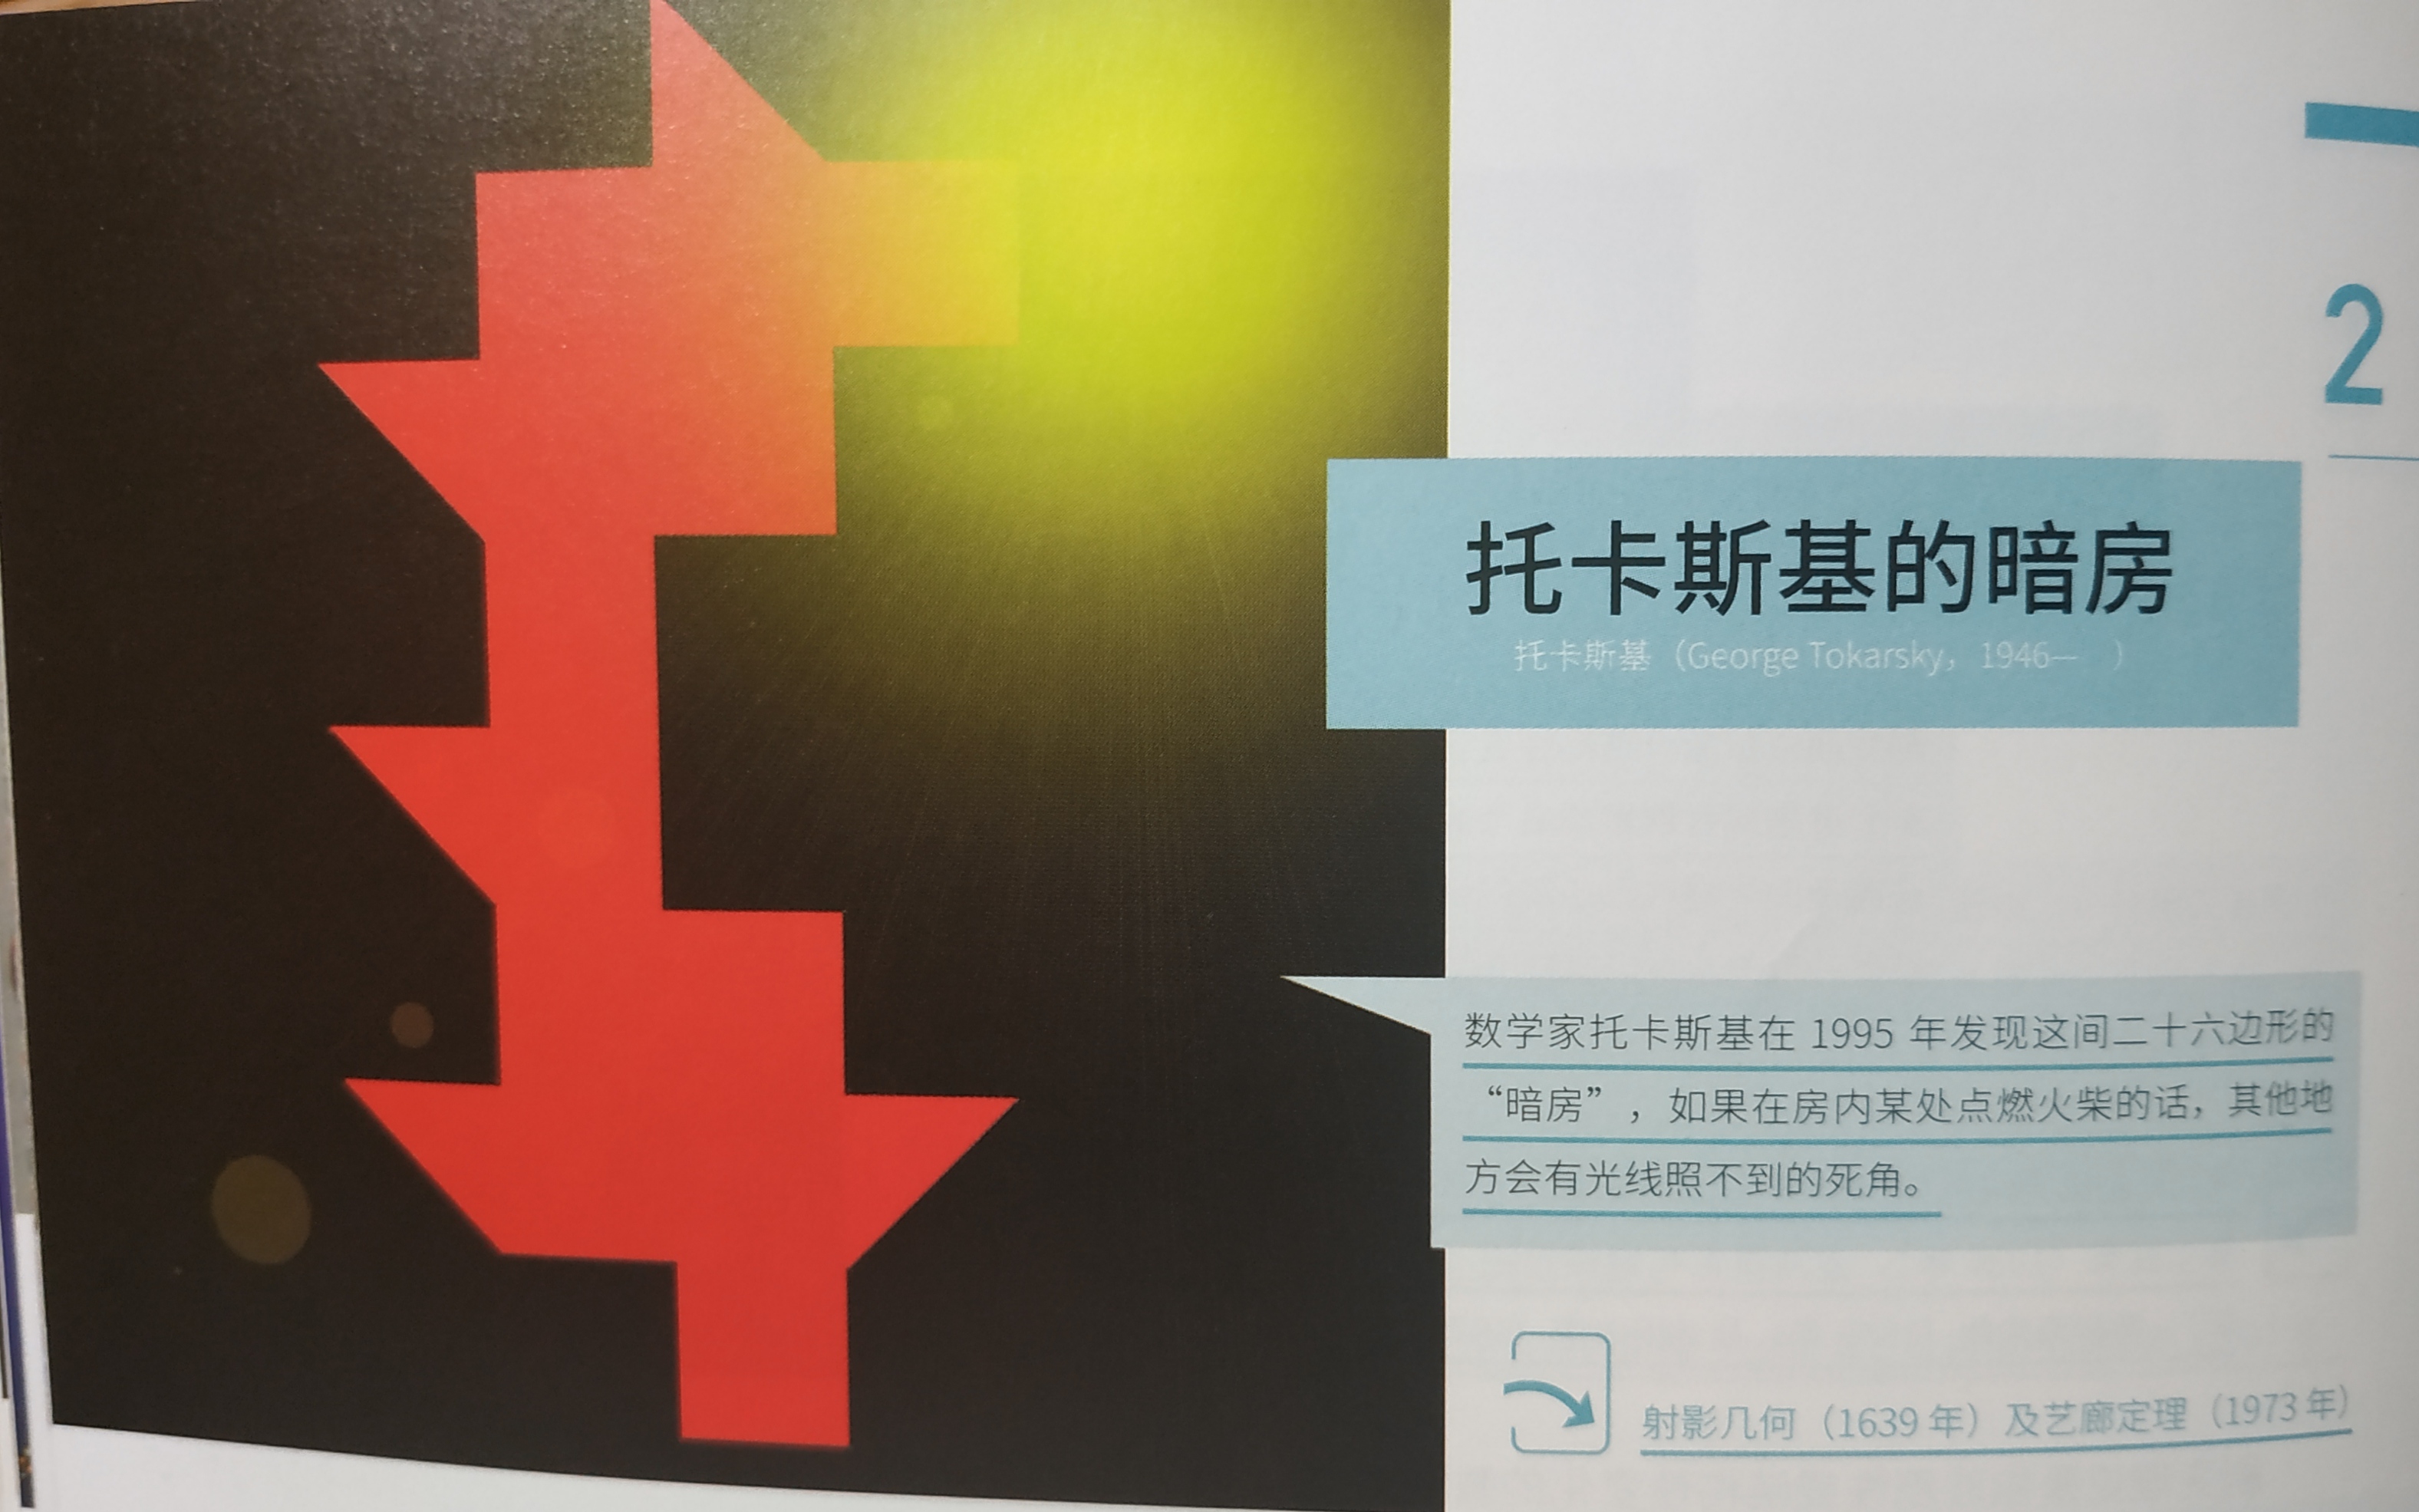 2
托卡斯基的暗房
托卡斯基（George Tokarsky，1946—　）
数学家托卡斯基在 1995 年发现这间二十六边形的
“暗房”，如果在房内某处点燃火柴的话，其他地
方会有光线照不到的死角。
射影几何（1639 年）及艺廊定理（1973 年）